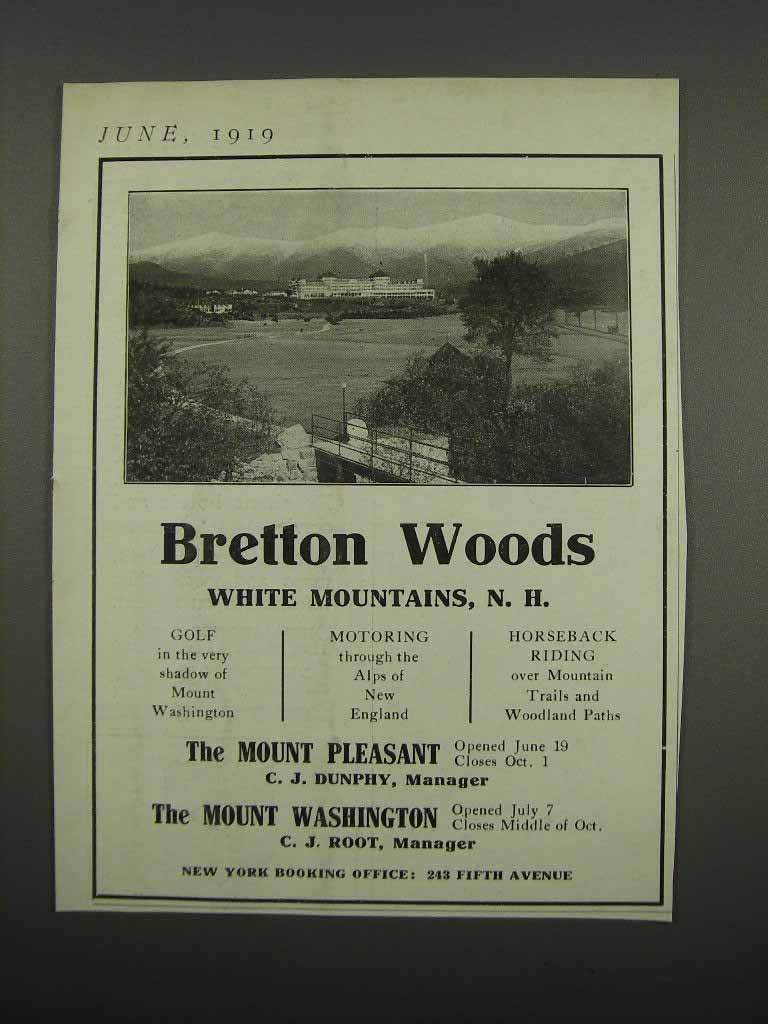 JUNE, 1919
Bretton Woods
WHITE MOUNTAINS, N. H.
GOLF
in the very
shadow of
Mount
Washington
MOTORING
through the
Alps of
New
England
HORSEBACK
RIDING
over Mountain
Trails and
Woodland Paths
The MOUNT PLEASANT Opened June 19
Closes Oct. 1
C. J. DUNPHY, Manager
The MOUNT WASHINGTON Opened July 7
Closes Middle of Oct.
C. J. ROOT, Manager
NEW YORK BOOKING OFFICE: 243 FIFTH AVENUE